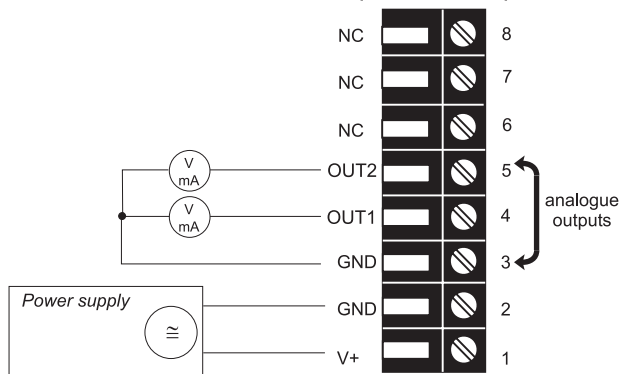 NC 8
NC 7
NC 6
V
mA
OUT2 5
V
mA
OUT1 4
analogue
outputs
GND 3
Power supply
≅
GND 2
V+ 1